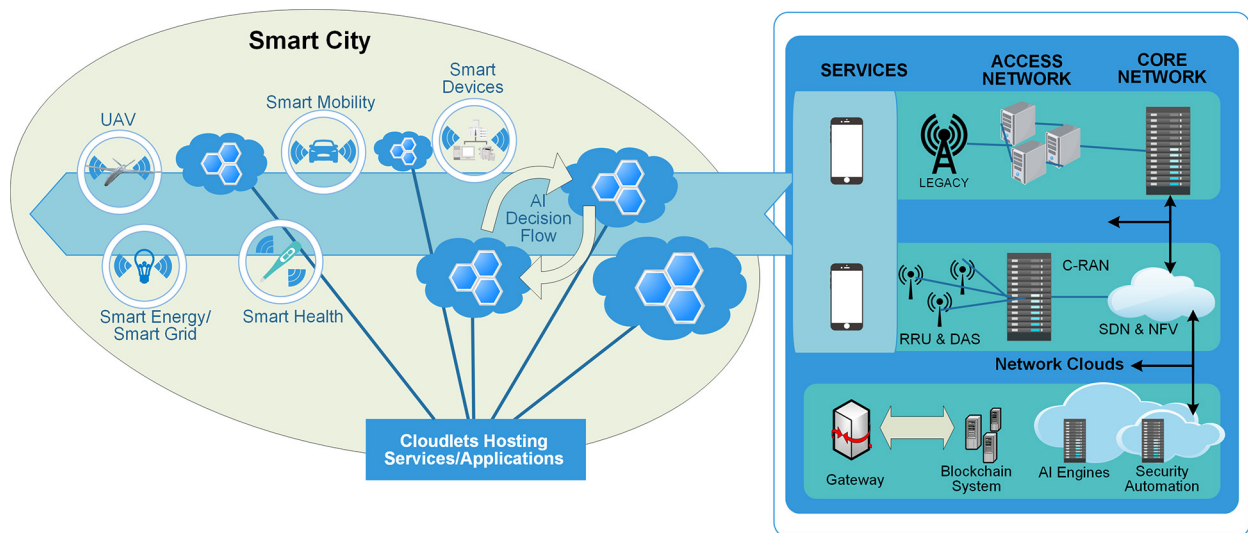 Smart City
UAV
Smart Mobility
Smart
Devices
AI
Decision
Flow
Smart Energy/
Smart Grid
Smart Health
Cloudlets Hosting
Services/Applications
SERVICES
ACCESS
NETWORK
CORE
NETWORK
LEGACY
C-RAN
RRU & DAS
SDN & NFV
Network Clouds
Gateway
Blockchain
System
AI Engines
Security
Automation